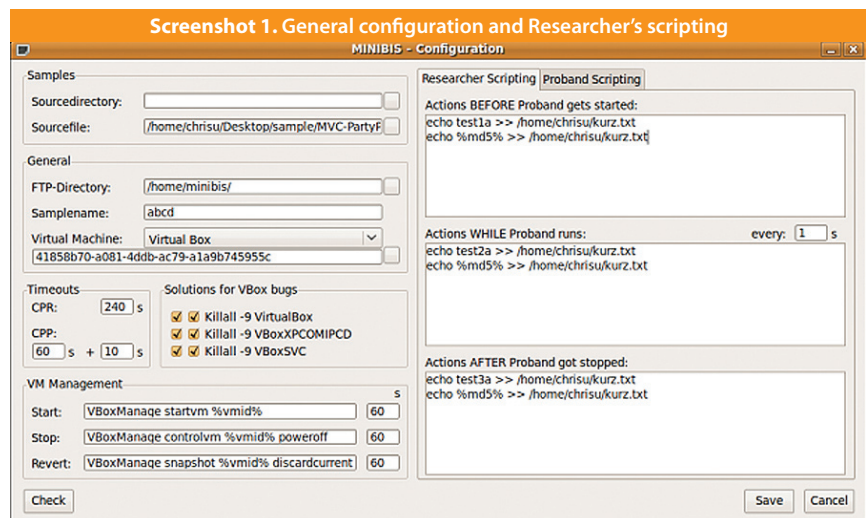 Screenshot 1. General configuration and Researcher's scripting
MINIBIS - Configuration
Samples
Sourcedirectory:
Sourcefile: /home/chrisu/Desktop/sample/MVC-PartyF
General
FTP-Directory: /home/minibis/
Samplename: abcd
Virtual Machine: Virtual Box
41858b70-a081-4ddb-ac79-a1a9b745955c
Timeouts
CPR: 240 s
CPP:
60 s + 10 s
Solutions for VBox bugs
Killall -9 VirtualBox
Killall -9 VBoxXPCOMIPCD
Killall -9 VBoxSVC
VM Management
s
Start: VBoxManage startvm %vmid% 60
Stop: VBoxManage controlvm %vmid% poweroff 60
Revert: VBoxManage snapshot %vmid% discardcurrent 60
Check
Researcher Scripting Proband Scripting
Actions BEFORE Proband gets started:
echo test1a >> /home/chrisu/kurz.txt
echo %md5% >> /home/chrisu/kurz.txt
Actions WHILE Proband runs: every: 1 s
echo test2a >> /home/chrisu/kurz.txt
echo %md5% >> /home/chrisu/kurz.txt
Actions AFTER Proband got stopped:
echo test3a >> /home/chrisu/kurz.txt
echo %md5% >> /home/chrisu/kurz.txt
Save Cancel